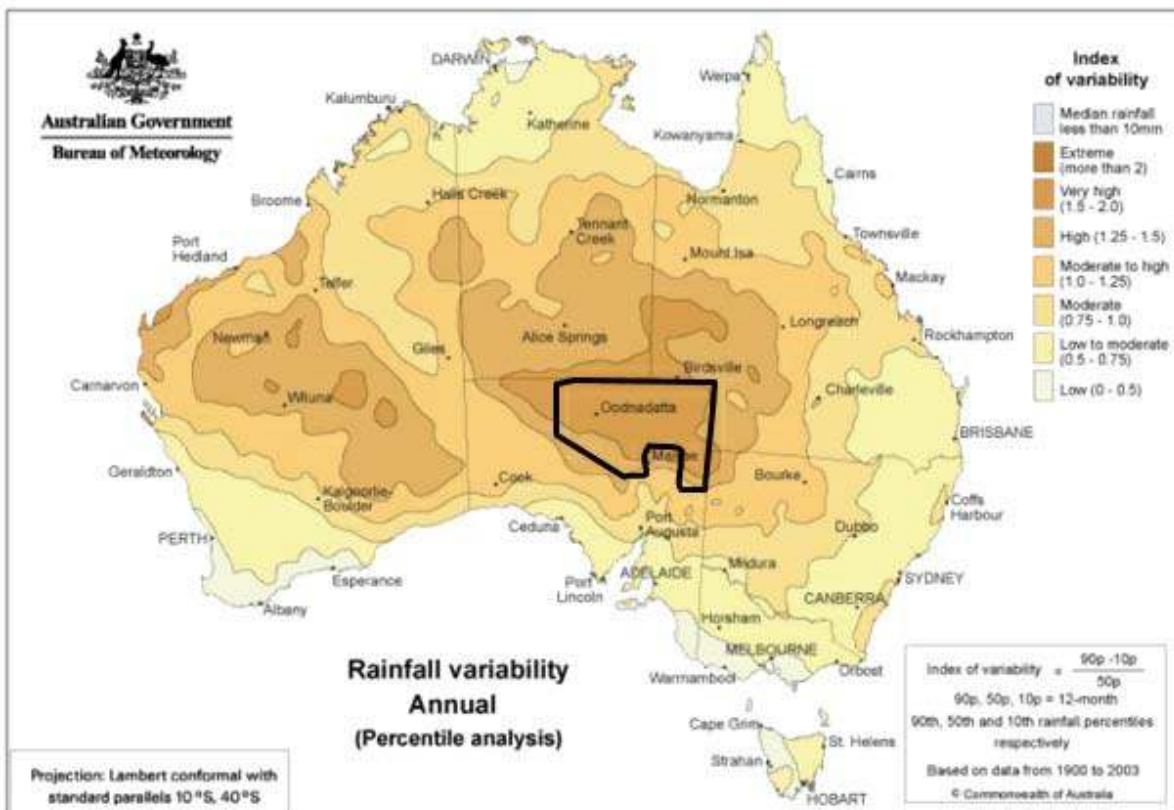 Australian Government
Bureau of Meteorology
DARWIN
Weipa
Kalumburu
Katherine
Kowanyama
Cairns
Halls Creek
Normanton
Broome
Tennant
Creek
Townsville
Port
Hedland
Mount Isa
Mackay
Telfer
Longreach
Newman
Alice Springs
Rockhampton
Giles
Birdsville
Carnarvon
Charleville
Wiluna
Oodnadatta
BRISBANE
Geraldton
Cook
Bourke
Kalgoorlie-
Boulder
Coffs
Harbour
Ceduna
Port
Augusta
Dubbo
PERTH
Mildura
Esperance
ADELAIDE
SYDNEY
Port
Lincoln
CANBERRA
Albany
Horsham
MELBOURNE
Orbost
Warrnambool
Cape Grim
St. Helens
Strahan
HOBART
Index
of variability
Median rainfall
less than 10mm
Extreme
(more than 2)
Very high
(1.5 - 2.0)
High (1.25 - 1.5)
Moderate to high
(1.0 - 1.25)
Moderate
(0.75 - 1.0)
Low to moderate
(0.5 - 0.75)
Low (0 - 0.5)
Rainfall variability
Annual
(Percentile analysis)
Index of variability = 90p -10p
50p
90p, 50p, 10p = 12-month
90th, 50th and 10th rainfall percentiles
respectively
Based on data from 1900 to 2003
© Commonwealth of Australia
Projection: Lambert conformal with
standard parallels 10°S, 40°S